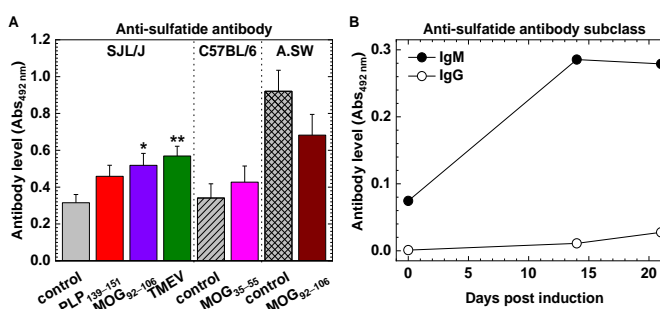 A
Anti-sulfatide antibody
SJL/J
C57BL/6
A.SW
Antibody level (Abs492 nm)
1.2
1.0
0.8
0.6
0.4
0.2
0.0
*
**
control
PLP139–151
MOG92–106
TMEV
control
MOG35–55
control
MOG92–106
B
Anti-sulfatide antibody subclass
IgM
IgG
Antibody level (Abs492 nm)
0.3
0.2
0.1
0.0
0
5
10
15
20
Days post induction